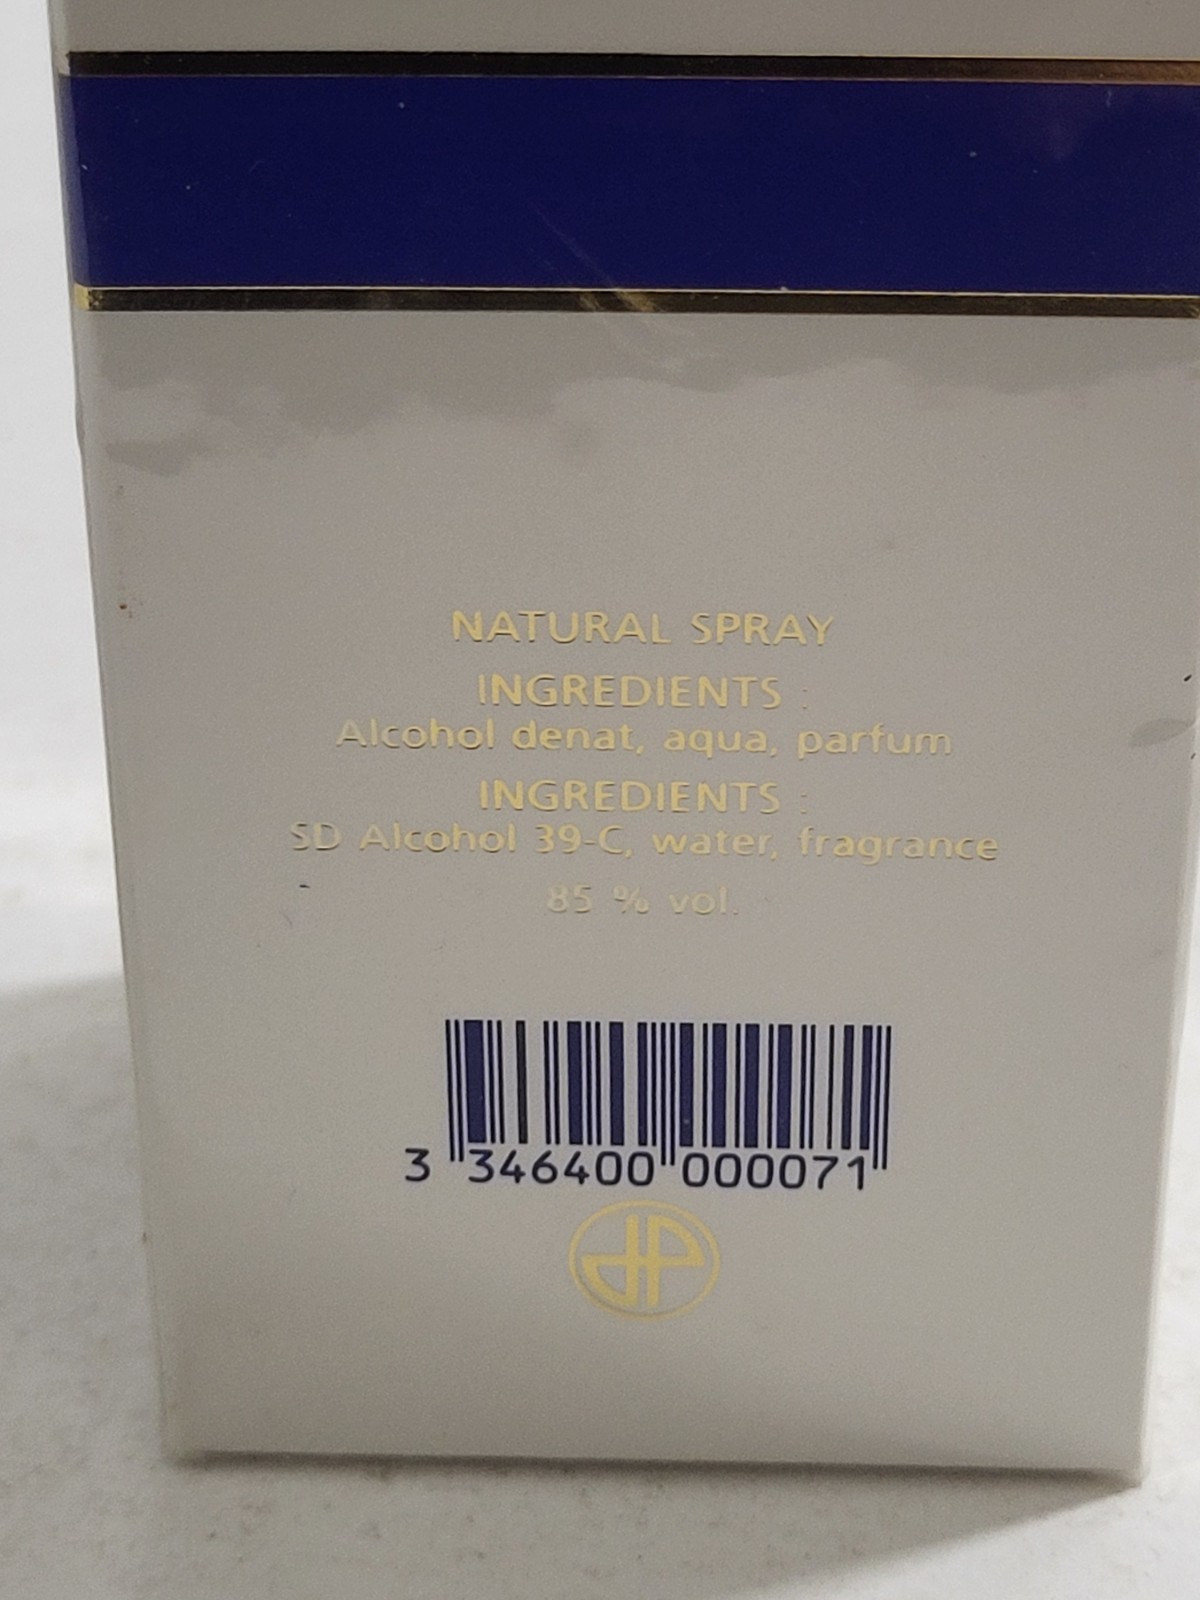 NATURAL SPRAY
INGREDIENTS :
Alcohol denat, aqua, parfum
INGREDIENTS :
SD Alcohol 39-C, water, fragrance
85 % vol.
3 346400 000071